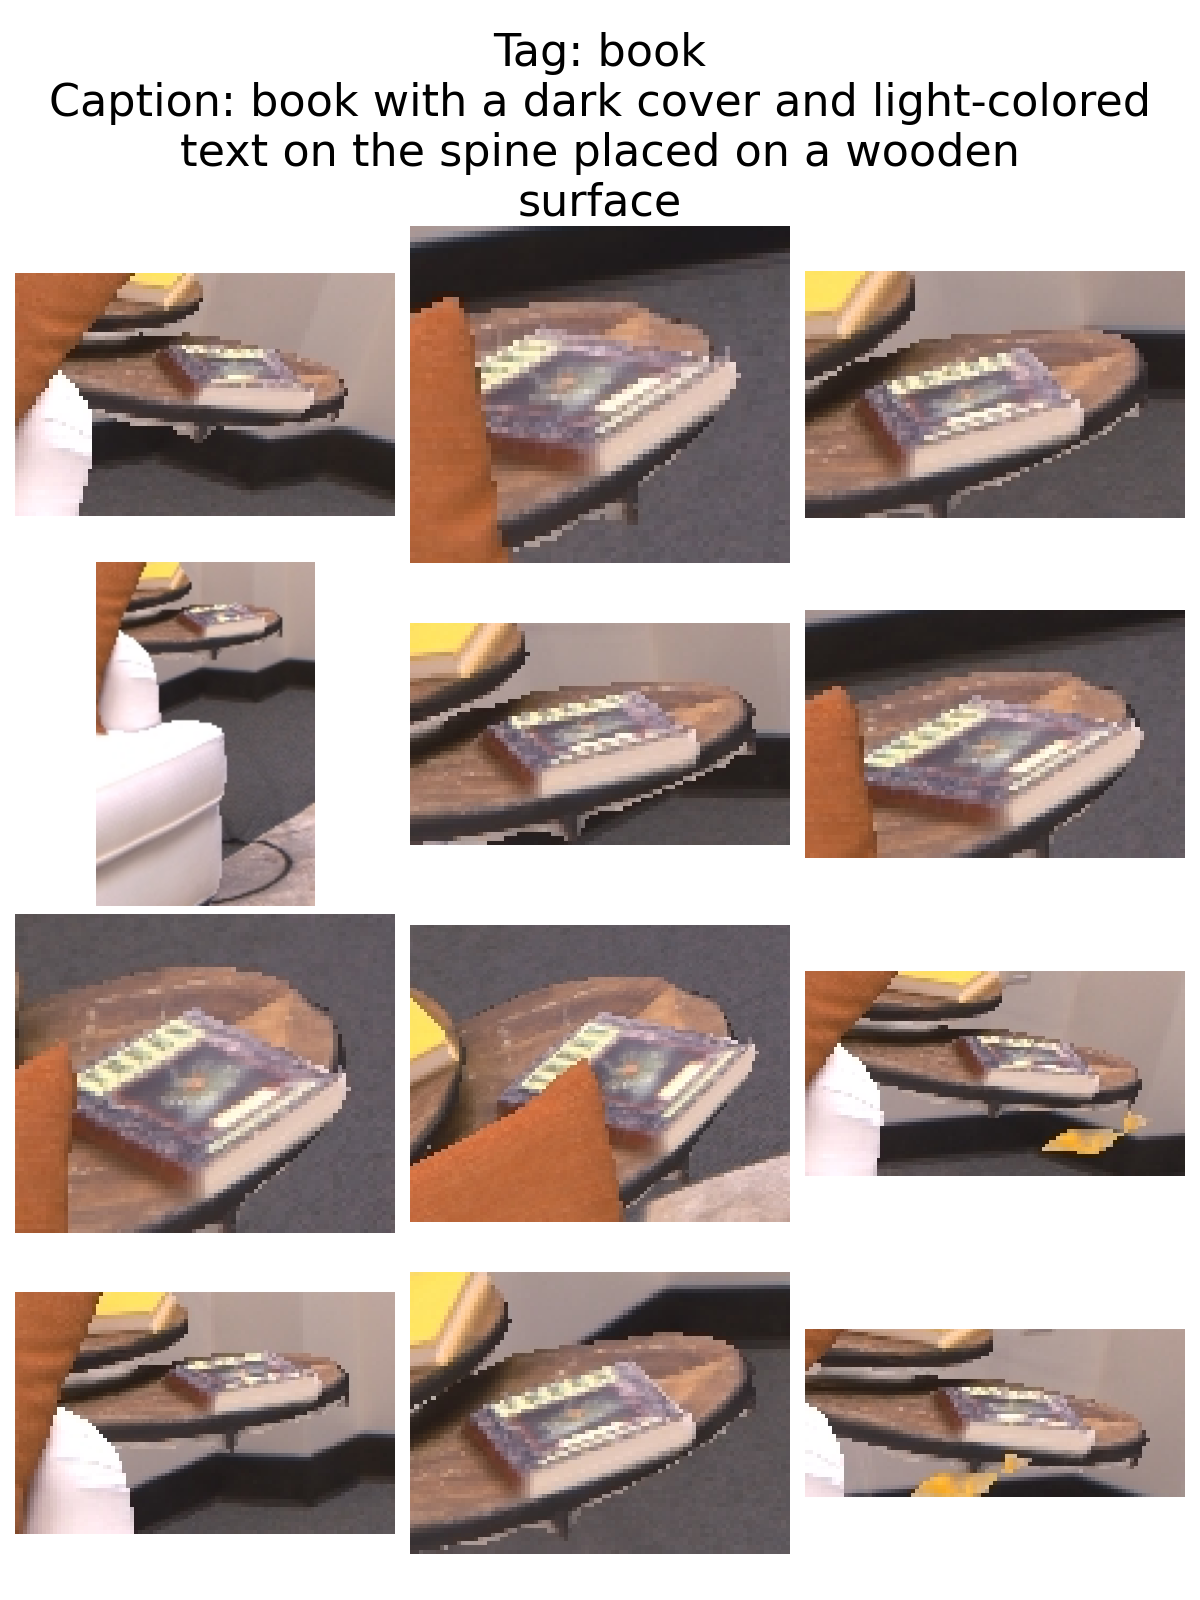 Tag: book
Caption: book with a dark cover and light-colored
text on the spine placed on a wooden
surface